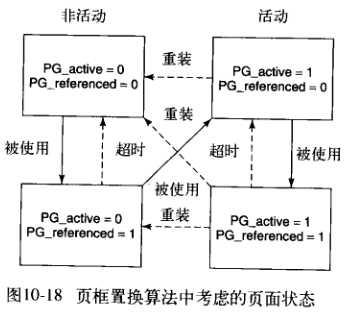 非活动
活动
PG_active = 0
PG_referenced = 0
重装
PG_active = 1
PG_referenced = 0
重装
被使用
超时
超时
被使用
被使用
PG_active = 0
PG_referenced = 1
重装
PG_active = 1
PG_referenced = 1
图10-18 页框置换算法中考虑的页面状态